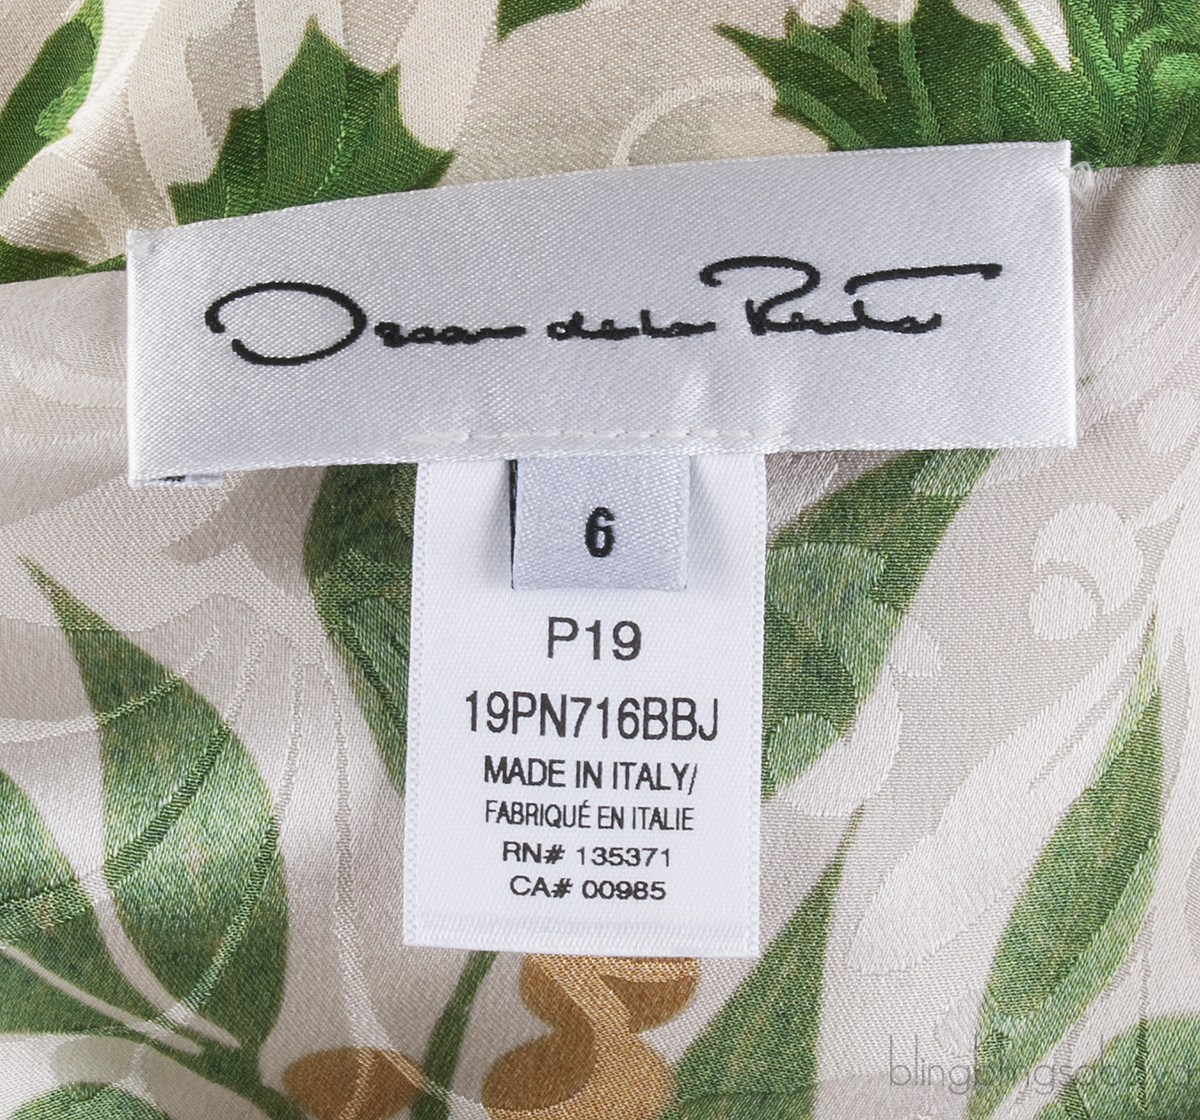 Oscar de la Renta
6
P19
19PN716BBJ
MADE IN ITALY/
FABRIQUÉ EN ITALIE
RN# 135371
CA# 00985